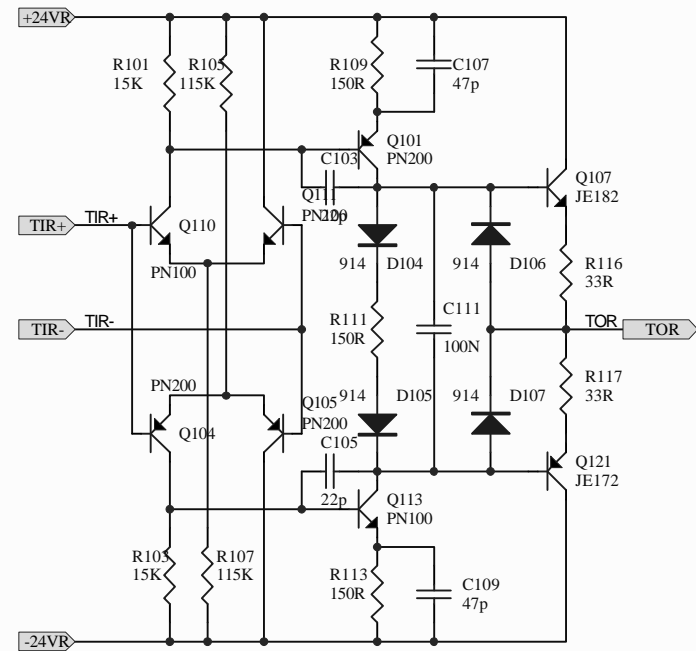 +24VR
R101
15K
R105
115K
R109
150R
C107
47p
Q101
PN200
C103
22p
Q111
PN200
Q107
JE182
TIR+
TIR+
Q110
PN100
914
D104
914
D106
R116
33R
C111
100N
R111
150R
TIR-
TIR-
TOR
TOR
PN200
Q104
Q105
PN200
914
D105
914
D107
R117
33R
C105
22p
Q121
JE172
Q113
PN100
R103
15K
R107
115K
R113
150R
C109
47p
-24VR